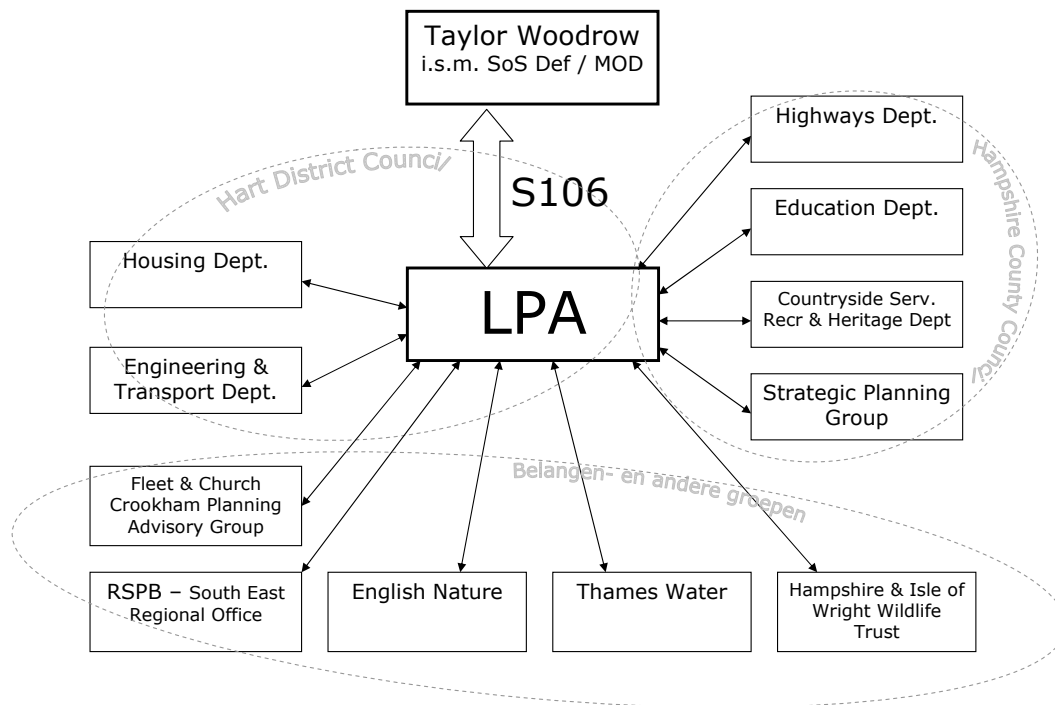 Taylor Woodrow
i.s.m. SoS Def / MOD
Highways Dept.
Hart District Council
S106
Hampshire County Council
Education Dept.
Housing Dept.
LPA
Countryside Serv.
Recr & Heritage Dept
Engineering &
Transport Dept.
Strategic Planning
Group
Belangen- en andere groepen
Fleet & Church
Crookham Planning
Advisory Group
RSPB – South East
Regional Office
English Nature
Thames Water
Hampshire & Isle of
Wright Wildlife
Trust